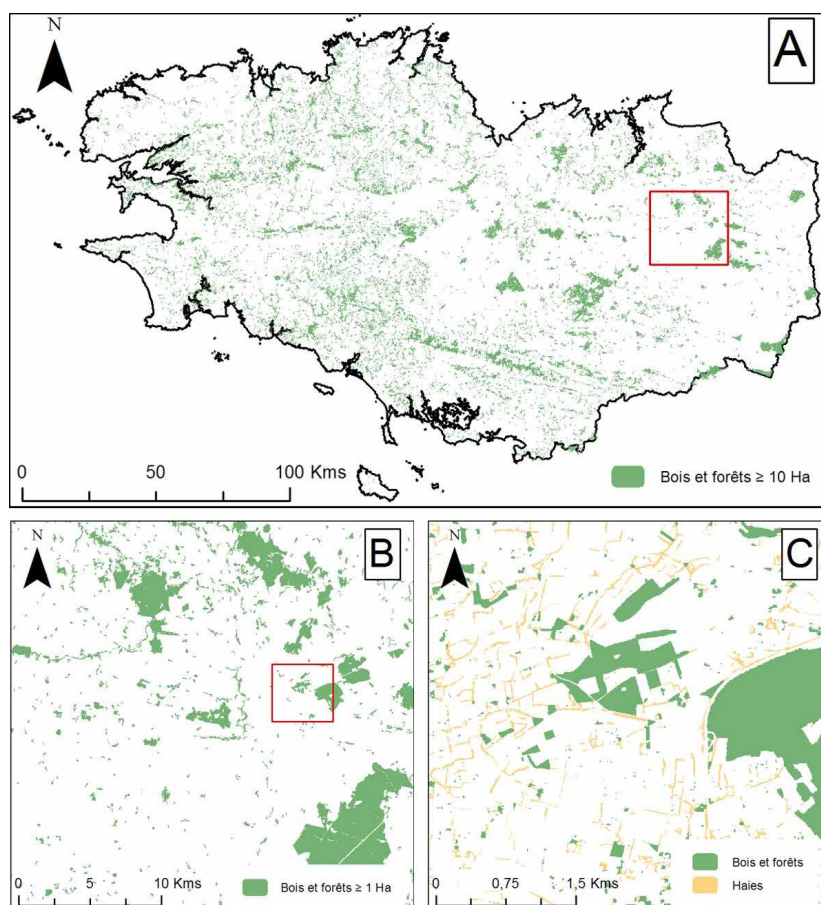 N
A
0 50 100 Kms
Bois et forêts ≥ 10 Ha
N
B
0 5 10 Kms
Bois et forêts ≥ 1 Ha
N
C
0 0,75 1,5 Kms
Bois et forêts
Haies